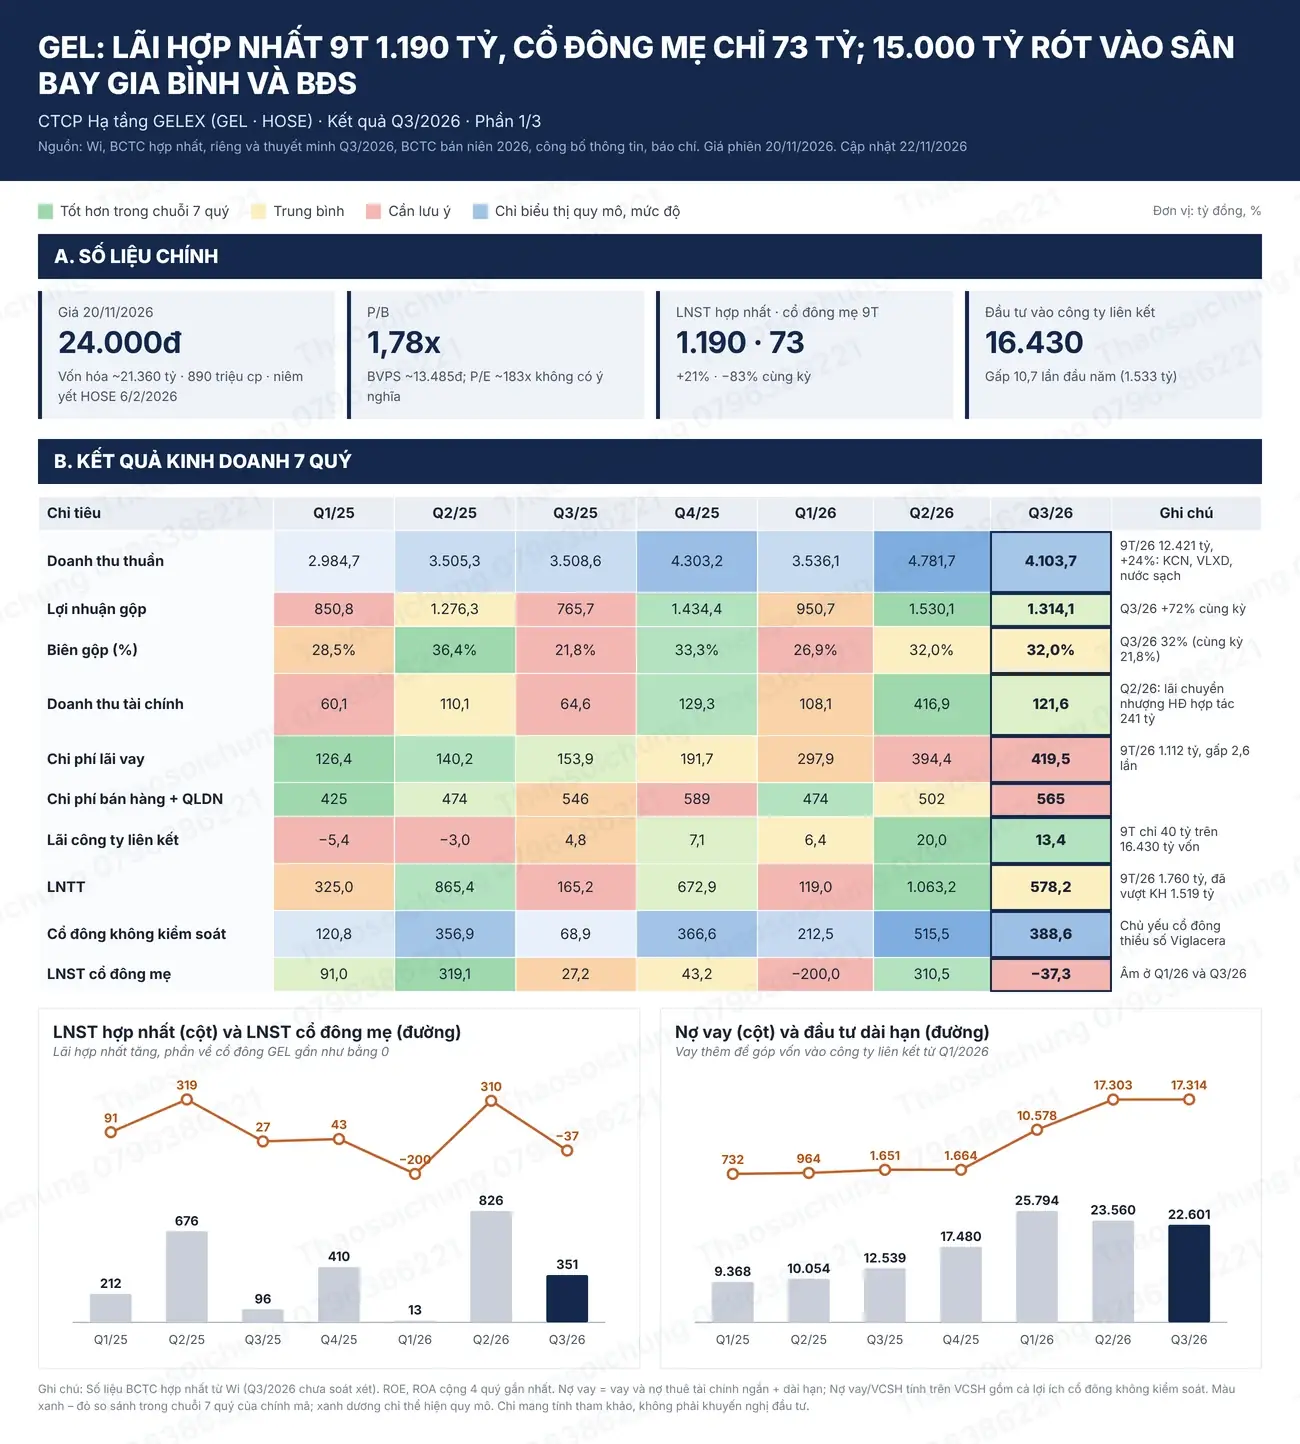 GEL: LÃI HỢP NHẤT 9T 1.190 TỶ, CỔ ĐÔNG MẸ CHỈ 73 TỶ; 15.000 TỶ RÓT VÀO SÂN
BAY GIA BÌNH VÀ BĐS
CTCP Hạ tầng GELEX (GEL · HOSE) · Kết quả Q3/2026 · Phần 1/3
Nguồn: Wi, BCTC hợp nhất, riêng và thuyết minh Q3/2026, BCTC bán niên 2026, công bố thông tin, báo chí. Giá phiên 20/11/2026. Cập nhật 22/11/2026
Tốt hơn trong chuỗi 7 quý Trung bình Cần lưu ý Chỉ biểu thị quy mô, mức độ Đơn vị: tỷ đồng, %
A. SỐ LIỆU CHÍNH
Giá 20/11/2026
24.000đ
Vốn hóa ~21.360 tỷ · 890 triệu cp · niêm
yết HOSE 6/2/2026
P/B
1,78x
BVPS ~13.485đ; P/E ~183x không có ý
nghĩa
LNST hợp nhất · cổ đông mẹ 9T
1.190 · 73
+21% · −83% cùng kỳ
Đầu tư vào công ty liên kết
16.430
Gấp 10,7 lần đầu năm (1.533 tỷ)
B. KẾT QUẢ KINH DOANH 7 QUÝ
Chỉ tiêu Q1/25 Q2/25 Q3/25 Q4/25 Q1/26 Q2/26 Q3/26 Ghi chú
Doanh thu thuần 2.984,7 3.505,3 3.508,6 4.303,2 3.536,1 4.781,7 4.103,7 9T/26 12.421 tỷ,
+24%: KCN, VLXD,
nước sạch
Lợi nhuận gộp 850,8 1.276,3 765,7 1.434,4 950,7 1.530,1 1.314,1 Q3/26 +72% cùng kỳ
Biên gộp (%) 28,5% 36,4% 21,8% 33,3% 26,9% 32,0% 32,0% Q3/26 32% (cùng kỳ
21,8%)
Doanh thu tài chính 60,1 110,1 64,6 129,3 108,1 416,9 121,6 Q2/26: lãi chuyển
nhượng HĐ hợp tác
241 tỷ
Chi phí lãi vay 126,4 140,2 153,9 191,7 297,9 394,4 419,5 9T/26 1.112 tỷ, gấp 2,6
lần
Chi phí bán hàng + QLDN 425 474 546 589 474 502 565
Lãi công ty liên kết −5,4 −3,0 4,8 7,1 6,4 20,0 13,4 9T chỉ 40 tỷ trên
16.430 tỷ vốn
LNTT 325,0 865,4 165,2 672,9 119,0 1.063,2 578,2 9T/26 1.760 tỷ, đã
vượt KH 1.519 tỷ
Cổ đông không kiểm soát 120,8 356,9 68,9 366,6 212,5 515,5 388,6 Chủ yếu cổ đông
thiểu số Viglacera
LNST cổ đông mẹ 91,0 319,1 27,2 43,2 −200,0 310,5 −37,3 Âm ở Q1/26 và Q3/26
LNST hợp nhất (cột) và LNST cổ đông mẹ (đường)
Lãi hợp nhất tăng, phần về cổ đông GEL gần như bằng 0
91 319 27 43 −200 310 −37
212 676 96 410 13 826 351
Q1/25 Q2/25 Q3/25 Q4/25 Q1/26 Q2/26 Q3/26
Nợ vay (cột) và đầu tư dài hạn (đường)
Vay thêm để góp vốn vào công ty liên kết từ Q1/2026
732 964 1.651 1.664 10.578 17.303 17.314
9.368 10.054 12.539 17.480 25.794 23.560 22.601
Q1/25 Q2/25 Q3/25 Q4/25 Q1/26 Q2/26 Q3/26
Ghi chú: Số liệu BCTC hợp nhất từ Wi (Q3/2026 chưa soát xét). ROE, ROA cộng 4 quý gần nhất. Nợ vay = vay và nợ thuê tài chính ngắn + dài hạn; Nợ vay/VCSH tính trên VCSH gồm cả lợi ích cổ đông không kiểm soát. Màu
xanh – đỏ so sánh trong chuỗi 7 quý của chính mã; xanh dương chỉ thể hiện quy mô. Chỉ mang tính tham khảo, không phải khuyến nghị đầu tư.
Thaosoichung 0796386221